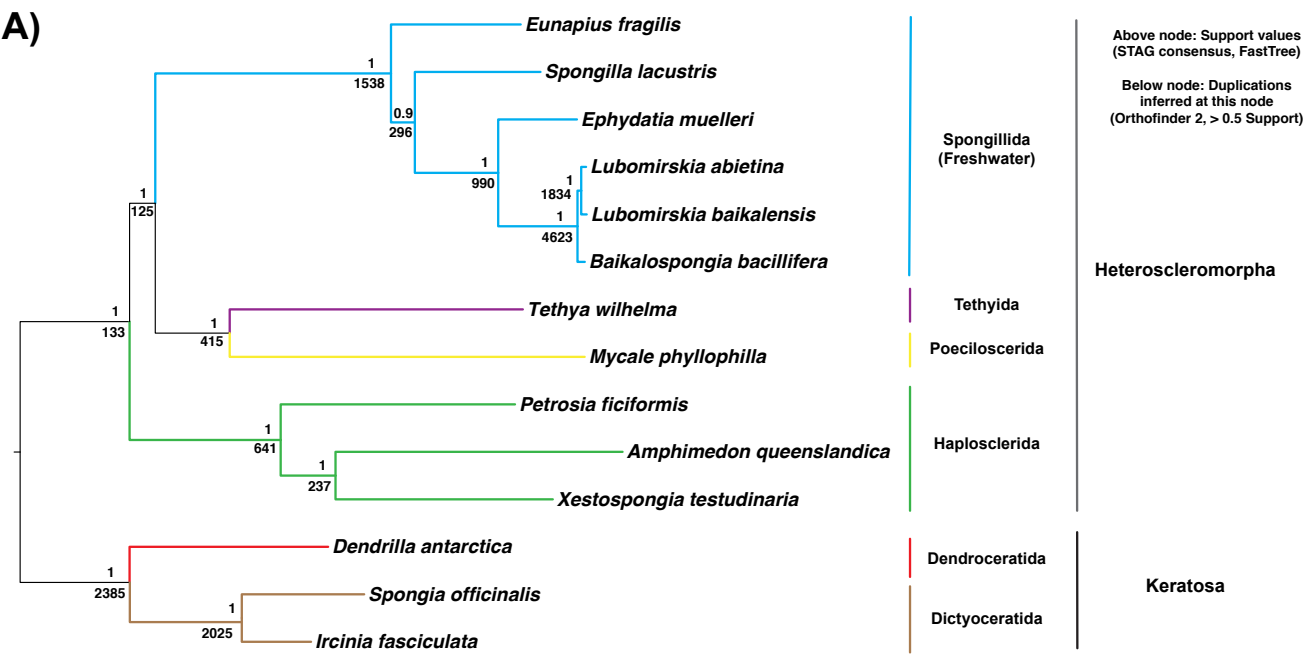 A)
Eunapius fragilis
1
1538
Spongilla lacustris
0.9
296
Ephydatia muelleri
1
990
Lubomirskia abietina
1
1834
Lubomirskia baikalensis
1
4623
Baikalospongia bacillifera
1
125
Tethya wilhelma
1
133
1
415
Mycale phyllophilla
Petrosia ficiformis
1
641
Amphimedon queenslandica
1
237
Xestospongia testudinaria
Dendrilla antarctica
1
2385
Spongia officinalis
1
2025
Ircinia fasciculata
Spongillida
(Freshwater)
Tethyida
Poeciloscerida
Haplosclerida
Dendroceratida
Dictyoceratida
Above node: Support values
(STAG consensus, FastTree)
Below node: Duplications
inferred at this node
(Orthofinder 2, > 0.5 Support)
Heteroscleromorpha
Keratosa